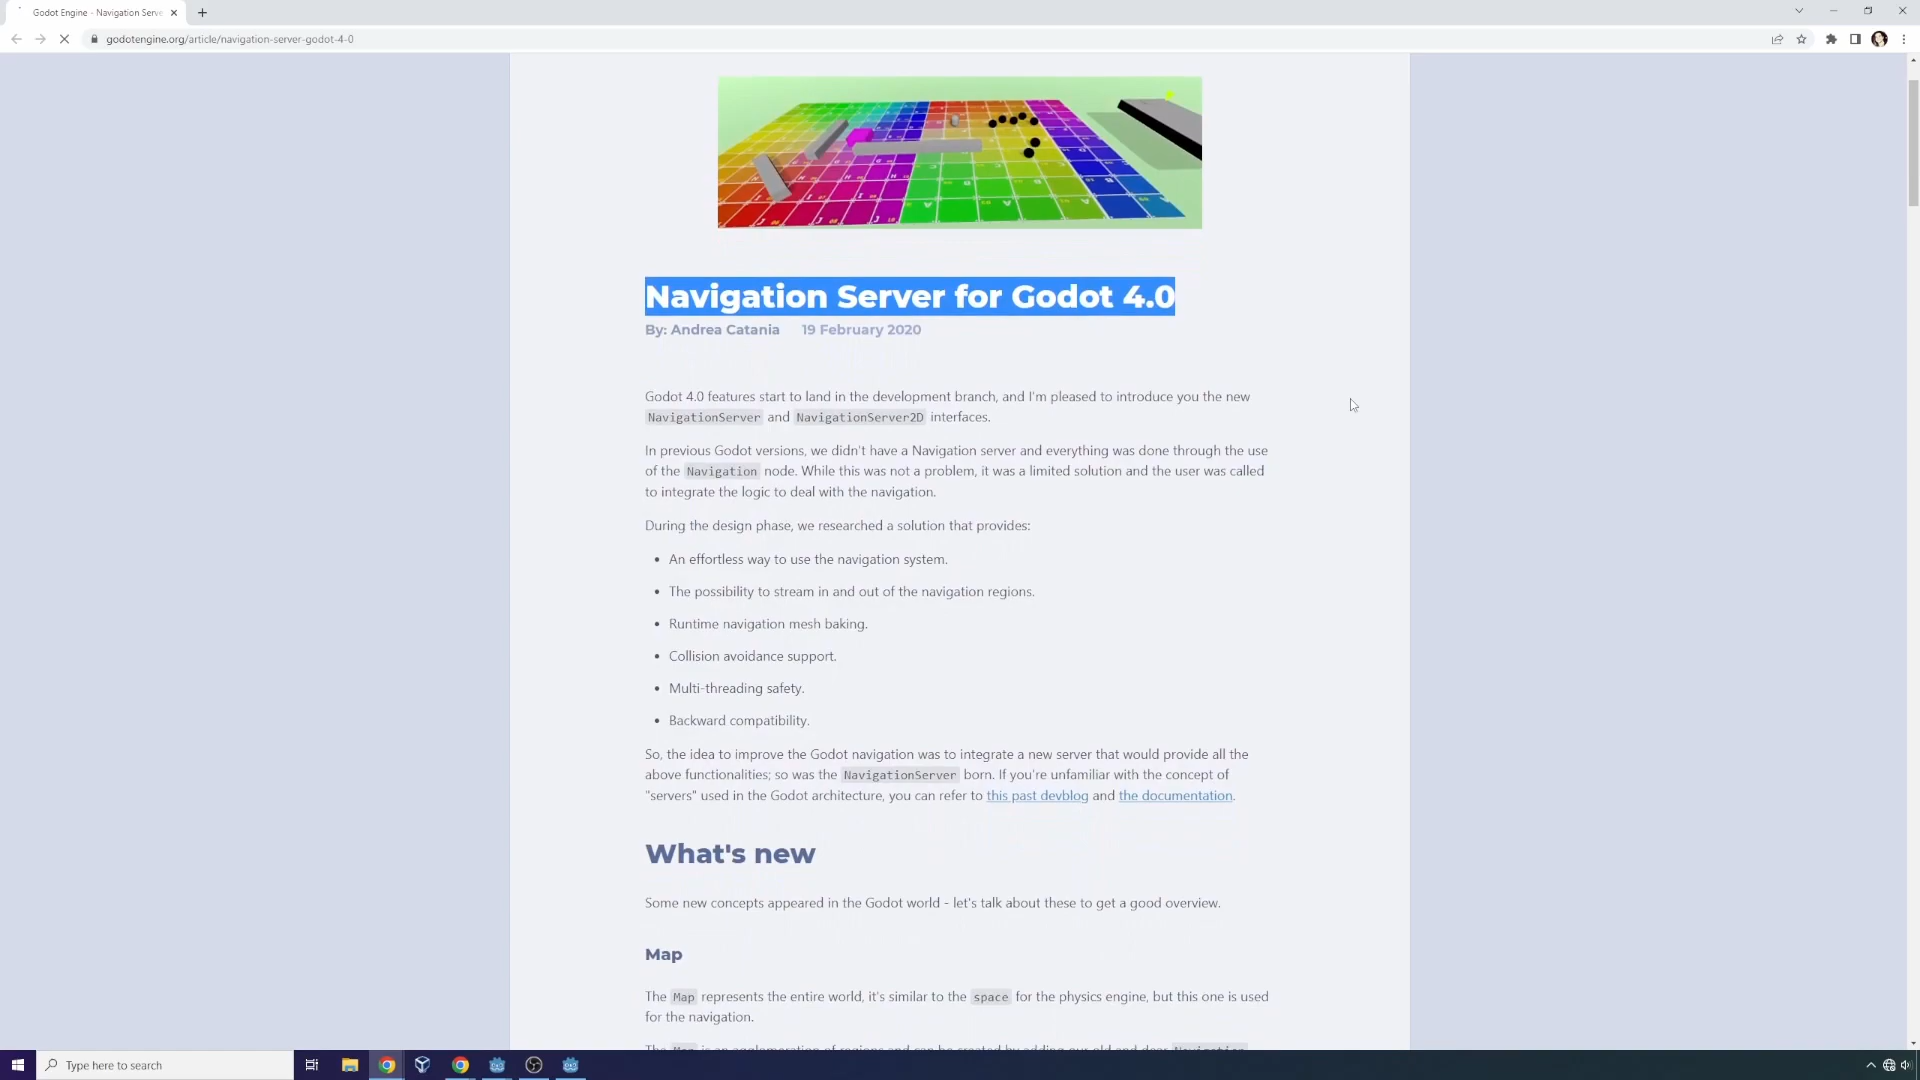 Godot Engine - Navigation Serve
godotengine.org/article/navigation-server-godot-4-0
Navigation Server for Godot 4.0
By: Andrea Catania 19 February 2020
Godot 4.0 features start to land in the development branch, and I'm pleased to introduce you the new
NavigationServer and NavigationServer2D interfaces.
In previous Godot versions, we didn't have a Navigation server and everything was done through the use
of the Navigation node. While this was not a problem, it was a limited solution and the user was called
to integrate the logic to deal with the navigation.
During the design phase, we researched a solution that provides:
• An effortless way to use the navigation system.
• The possibility to stream in and out of the navigation regions.
• Runtime navigation mesh baking.
• Collision avoidance support.
• Multi-threading safety.
• Backward compatibility.
So, the idea to improve the Godot navigation was to integrate a new server that would provide all the
above functionalities; so was the NavigationServer born. If you're unfamiliar with the concept of
"servers" used in the Godot architecture, you can refer to this past devblog and the documentation.
What's new
Some new concepts appeared in the Godot world - let's talk about these to get a good overview.
Map
The Map represents the entire world, it's similar to the space for the physics engine, but this one is used
for the navigation.
Type here to search